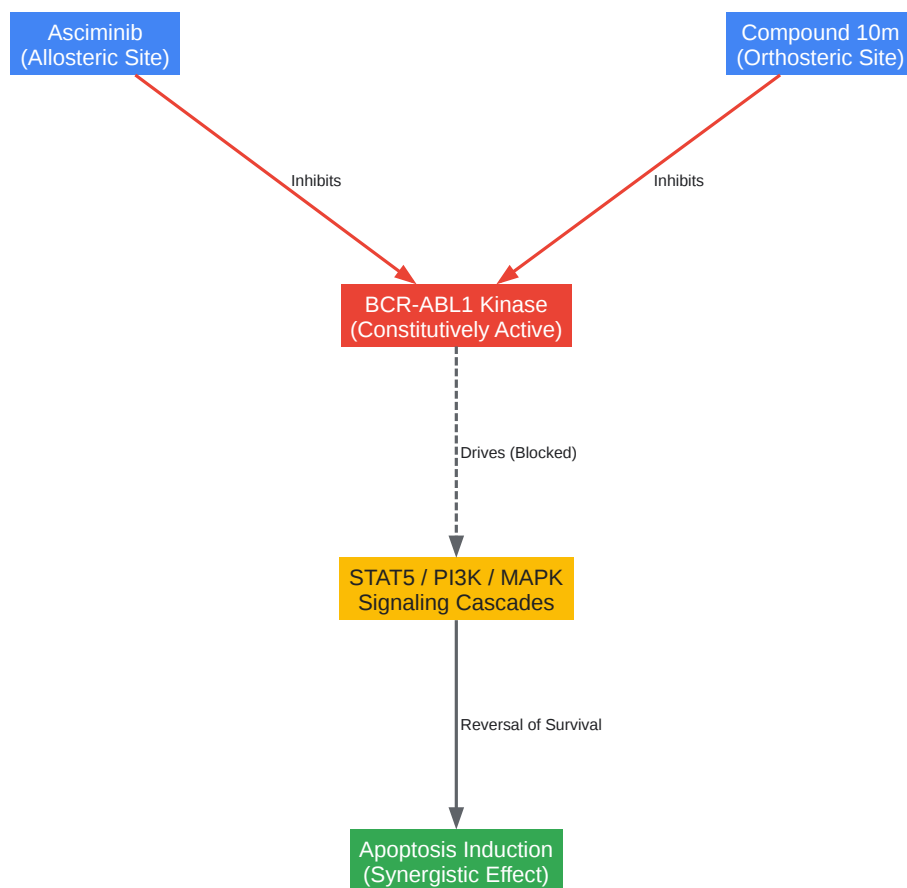 Asciminib
(Allosteric Site)
Compound 10m
(Orthosteric Site)
Inhibits
Inhibits
BCR-ABL1 Kinase
(Constitutively Active)
Drives (Blocked)
STAT5 / PI3K / MAPK
Signaling Cascades
Reversal of Survival
Apoptosis Induction
(Synergistic Effect)